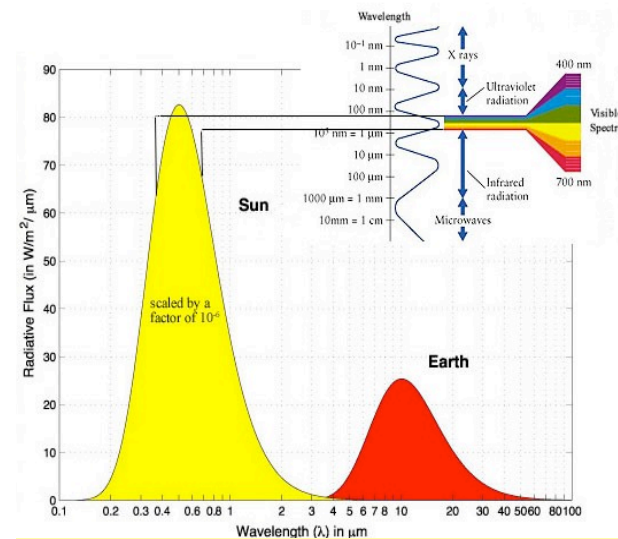 Wavelength
10⁻¹ nm
1 nm
10 nm
100 nm
10³ nm = 1 μm
10 μm
100 μm
1000 μm = 1 mm
10mm = 1 cm
X rays
Ultraviolet
radiation
Infrared
radiation
Microwaves
400 nm
Visible
Spectr
700 nm
Radiative Flux (in W/m²/ μm)
90
80
70
60
50
40
30
20
10
0
Sun
scaled by a
factor of 10⁻⁶
Earth
0.1 0.2 0.3 0.4 0.6 0.8 1 2 3 4 5 6 7 8 10 20 30 40 50 60 80 100
Wavelength (λ) in μm